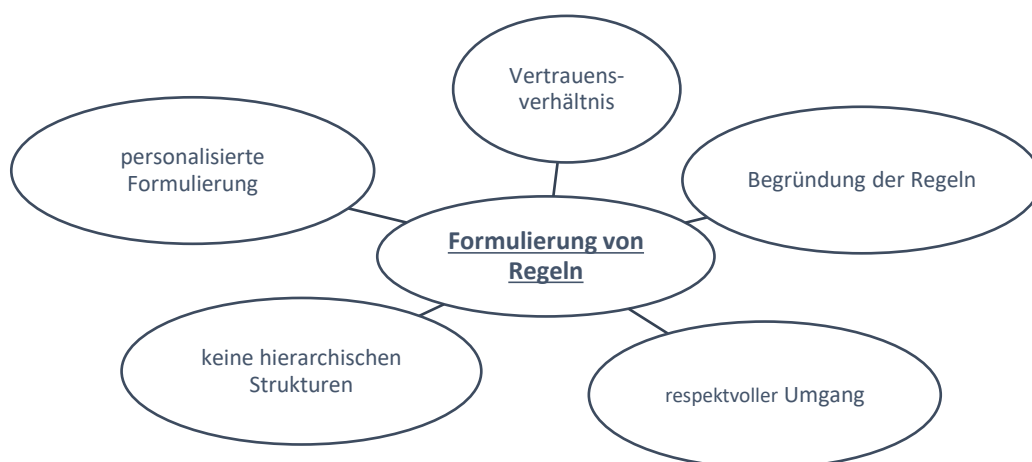 Vertrauens-
verhältnis
personalisierte
Formulierung
Begründung der Regeln
Formulierung von
Regeln
keine hierarchischen
Strukturen
respektvoller Umgang